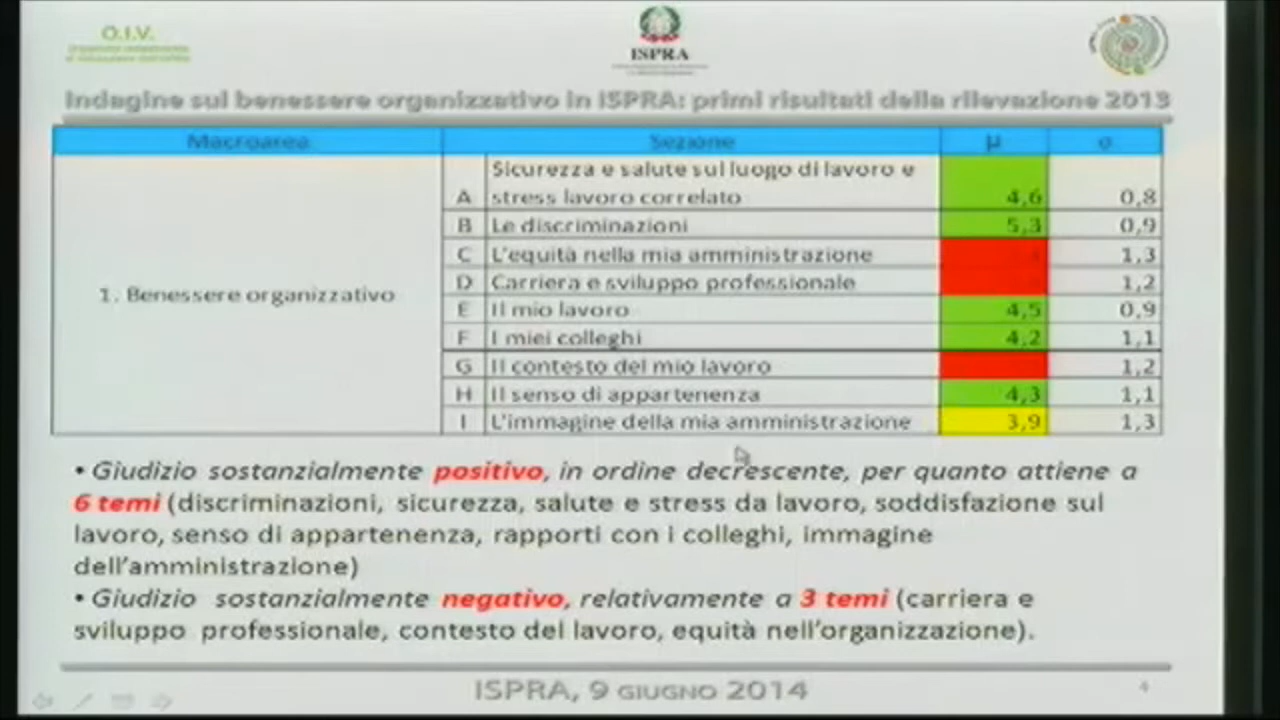 O.I.V.
ISPRA
Indagine sul benessere organizzativo in ISPRA: primi risultati della rilevazione 2013
Macroarea Sezione μ σ
Sicurezza e salute sul luogo di lavoro e
A stress lavoro correlato 4,6 0,8
B Le discriminazioni 5,3 0,9
C L'equità nella mia amministrazione 1,3
D Carriera e sviluppo professionale 1,2
1. Benessere organizzativo
E Il mio lavoro 4,5 0,9
F I miei colleghi 4,2 1,1
G Il contesto del mio lavoro 1,2
H Il senso di appartenenza 4,3 1,1
I L'immagine della mia amministrazione 3,9 1,3
• Giudizio sostanzialmente positivo, in ordine decrescente, per quanto attiene a
6 temi (discriminazioni, sicurezza, salute e stress da lavoro, soddisfazione sul
lavoro, senso di appartenenza, rapporti con i colleghi, immagine
dell'amministrazione)
• Giudizio sostanzialmente negativo, relativamente a 3 temi (carriera e
sviluppo professionale, contesto del lavoro, equità nell'organizzazione).
ISPRA, 9 GIUGNO 2014
4